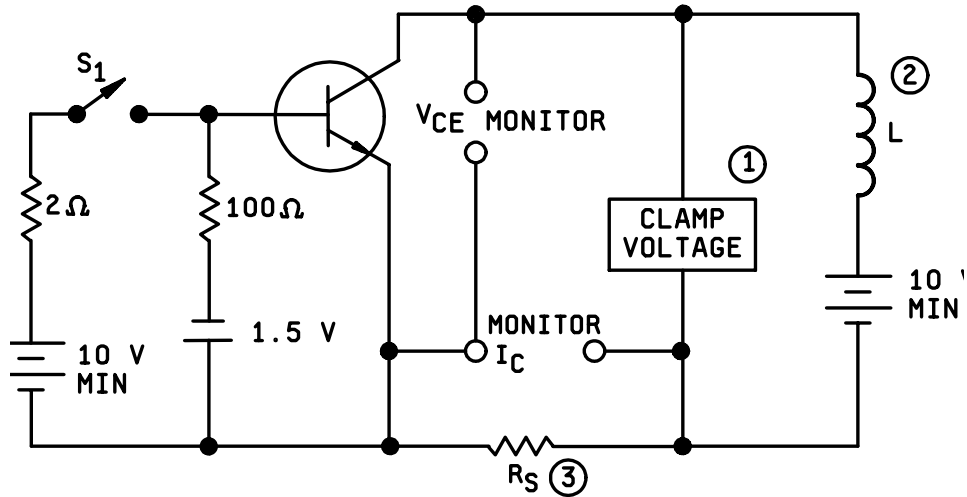 S1
2
VCE MONITOR
L
1
2Ω
100Ω
CLAMP
VOLTAGE
10 V
MIN
MONITOR
IC
1.5 V
10 V
MIN
RS 3